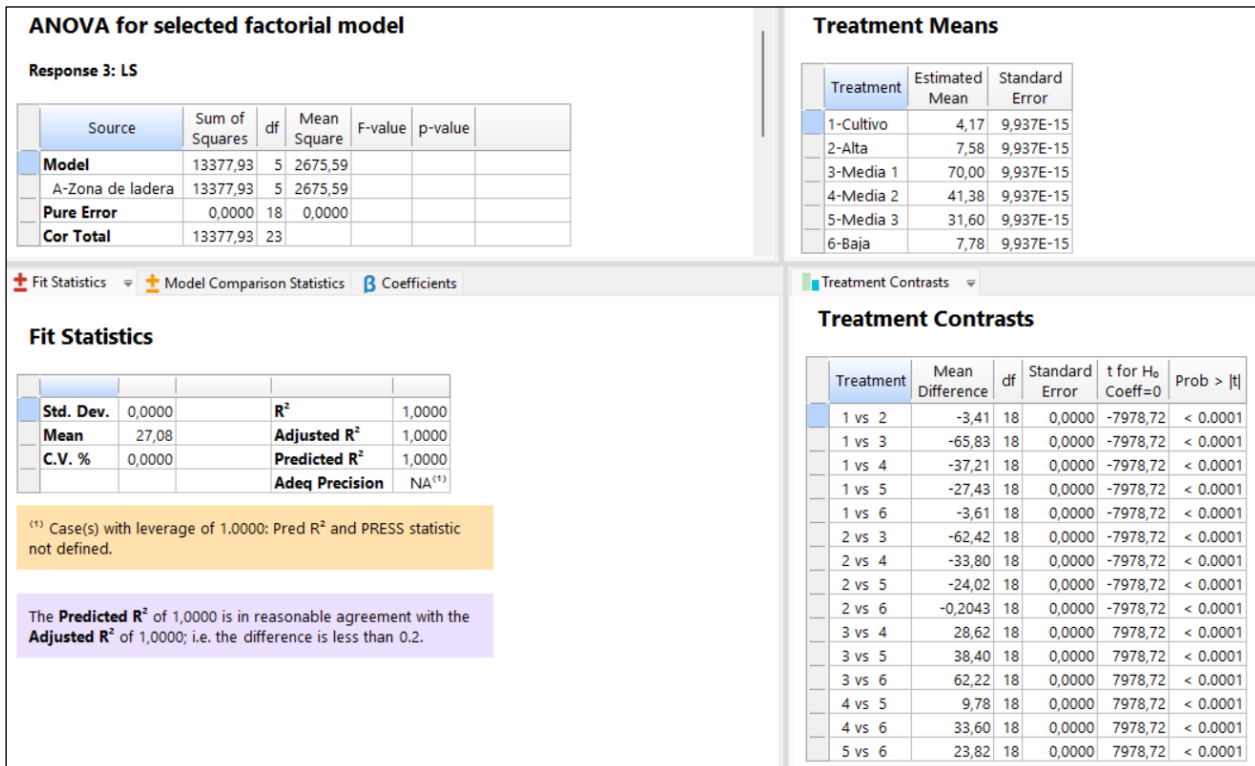 ANOVA for selected factorial model
Response 3: LS
Source Sum of Squares df Mean Square F-value p-value
Model 13377,93 5 2675,59
A-Zona de ladera 13377,93 5 2675,59
Pure Error 0,0000 18 0,0000
Cor Total 13377,93 23
Treatment Means
Treatment Estimated Mean Standard Error
1-Cultivo 4,17 9,937E-15
2-Alta 7,58 9,937E-15
3-Media 1 70,00 9,937E-15
4-Media 2 41,38 9,937E-15
5-Media 3 31,60 9,937E-15
6-Baja 7,78 9,937E-15
Fit Statistics Model Comparison Statistics β Coefficients
Fit Statistics
Std. Dev. 0,0000 R² 1,0000
Mean 27,08 Adjusted R² 1,0000
C.V. % 0,0000 Predicted R² 1,0000
Adeq Precision NA⁽¹⁾
⁽¹⁾ Case(s) with leverage of 1.0000: Pred R² and PRESS statistic
not defined.
The Predicted R² of 1,0000 is in reasonable agreement with the
Adjusted R² of 1,0000; i.e. the difference is less than 0.2.
Treatment Contrasts
Treatment Contrasts
Treatment Mean Difference df Standard Error t for H₀ Coeff=0 Prob > |t|
1 vs 2 -3,41 18 0,0000 -7978,72 < 0.0001
1 vs 3 -65,83 18 0,0000 -7978,72 < 0.0001
1 vs 4 -37,21 18 0,0000 -7978,72 < 0.0001
1 vs 5 -27,43 18 0,0000 -7978,72 < 0.0001
1 vs 6 -3,61 18 0,0000 -7978,72 < 0.0001
2 vs 3 -62,42 18 0,0000 -7978,72 < 0.0001
2 vs 4 -33,80 18 0,0000 -7978,72 < 0.0001
2 vs 5 -24,02 18 0,0000 -7978,72 < 0.0001
2 vs 6 -0,2043 18 0,0000 -7978,72 < 0.0001
3 vs 4 28,62 18 0,0000 7978,72 < 0.0001
3 vs 5 38,40 18 0,0000 7978,72 < 0.0001
3 vs 6 62,22 18 0,0000 7978,72 < 0.0001
4 vs 5 9,78 18 0,0000 7978,72 < 0.0001
4 vs 6 33,60 18 0,0000 7978,72 < 0.0001
5 vs 6 23,82 18 0,0000 7978,72 < 0.0001